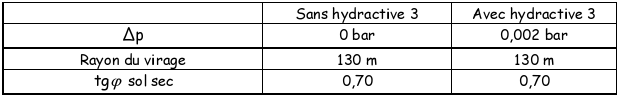 Sans hydractive 3 Avec hydractive 3
Δp 0 bar 0,002 bar
Rayon du virage 130 m 130 m
tgφ sol sec 0,70 0,70